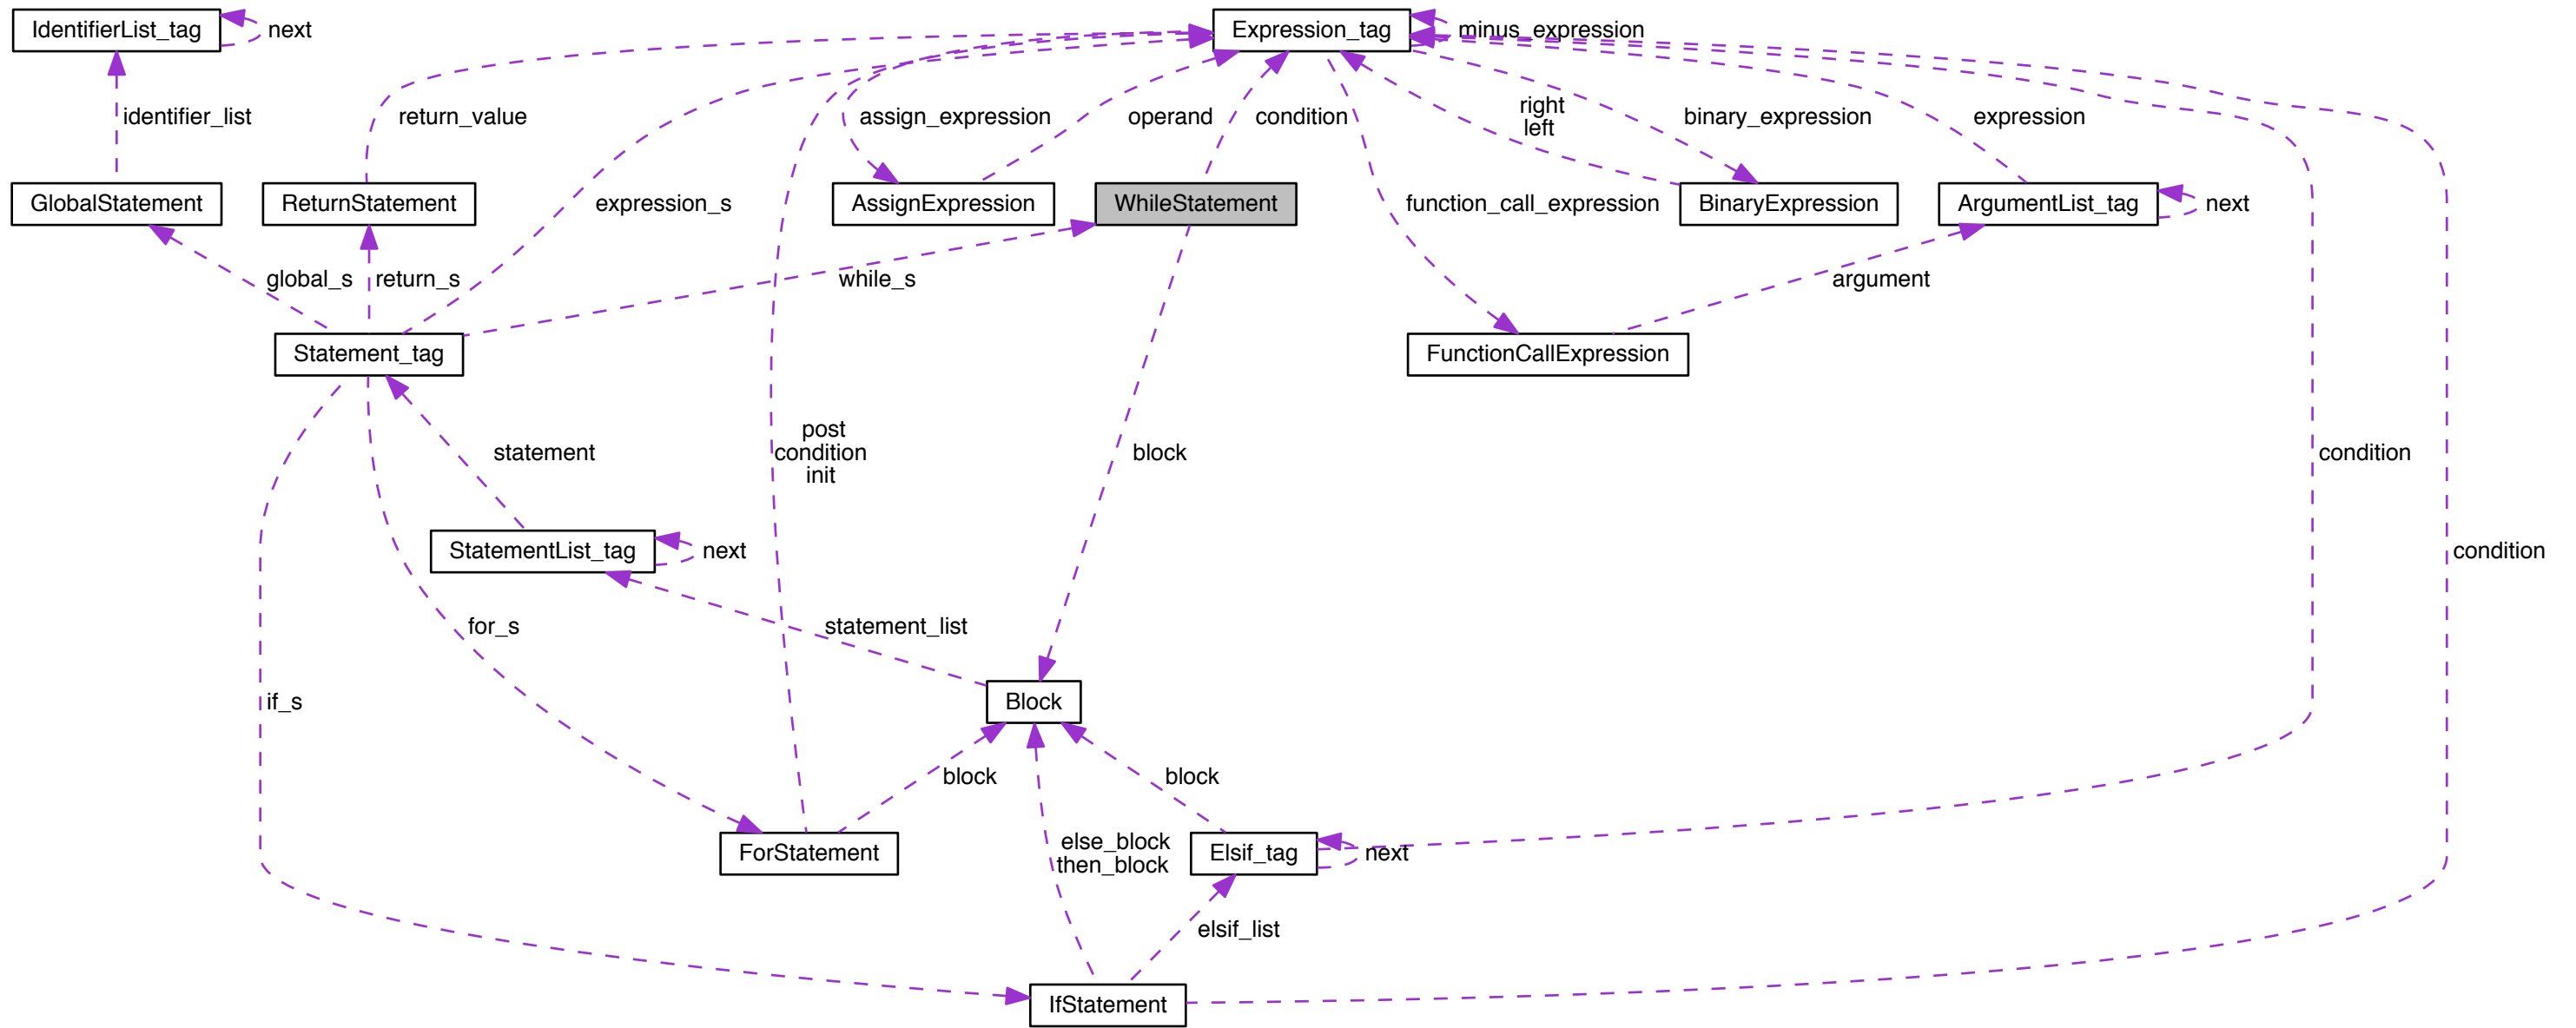 IdentifierList_tag
next
Expression_tag
minus_expression
identifier_list
return_value
assign_expression
operand
condition
right
left
binary_expression
expression
GlobalStatement
ReturnStatement
expression_s
AssignExpression
WhileStatement
function_call_expression
BinaryExpression
ArgumentList_tag
next
global_s
return_s
while_s
argument
Statement_tag
FunctionCallExpression
statement
post
condition
init
block
condition
StatementList_tag
next
condition
for_s
statement_list
if_s
Block
block
block
ForStatement
else_block
then_block
Elsif_tag
next
elsif_list
IfStatement